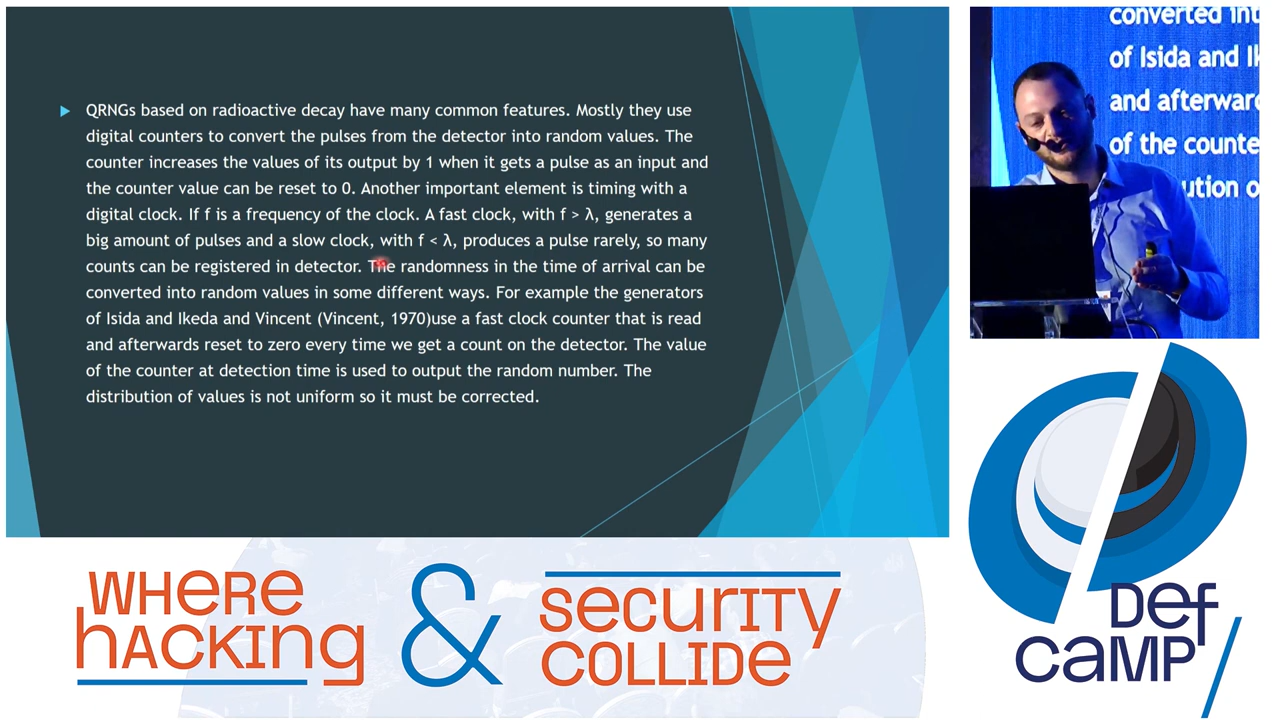 QRNGs based on radioactive decay have many common features. Mostly they use
digital counters to convert the pulses from the detector into random values. The
counter increases the values of its output by 1 when it gets a pulse as an input and
the counter value can be reset to 0. Another important element is timing with a
digital clock. If f is a frequency of the clock. A fast clock, with f > λ, generates a
big amount of pulses and a slow clock, with f < λ, produces a pulse rarely, so many
counts can be registered in detector. The randomness in the time of arrival can be
converted into random values in some different ways. For example the generators
of Isida and Ikeda and Vincent (Vincent, 1970)use a fast clock counter that is read
and afterwards reset to zero every time we get a count on the detector. The value
of the counter at detection time is used to output the random number. The
distribution of values is not uniform so it must be corrected.
converted int
of Isida and Ik
and afterward
of the counte
ution o
WHERE
hACKING
&
SECURITY
COLLIDE
DEF
CAMP/